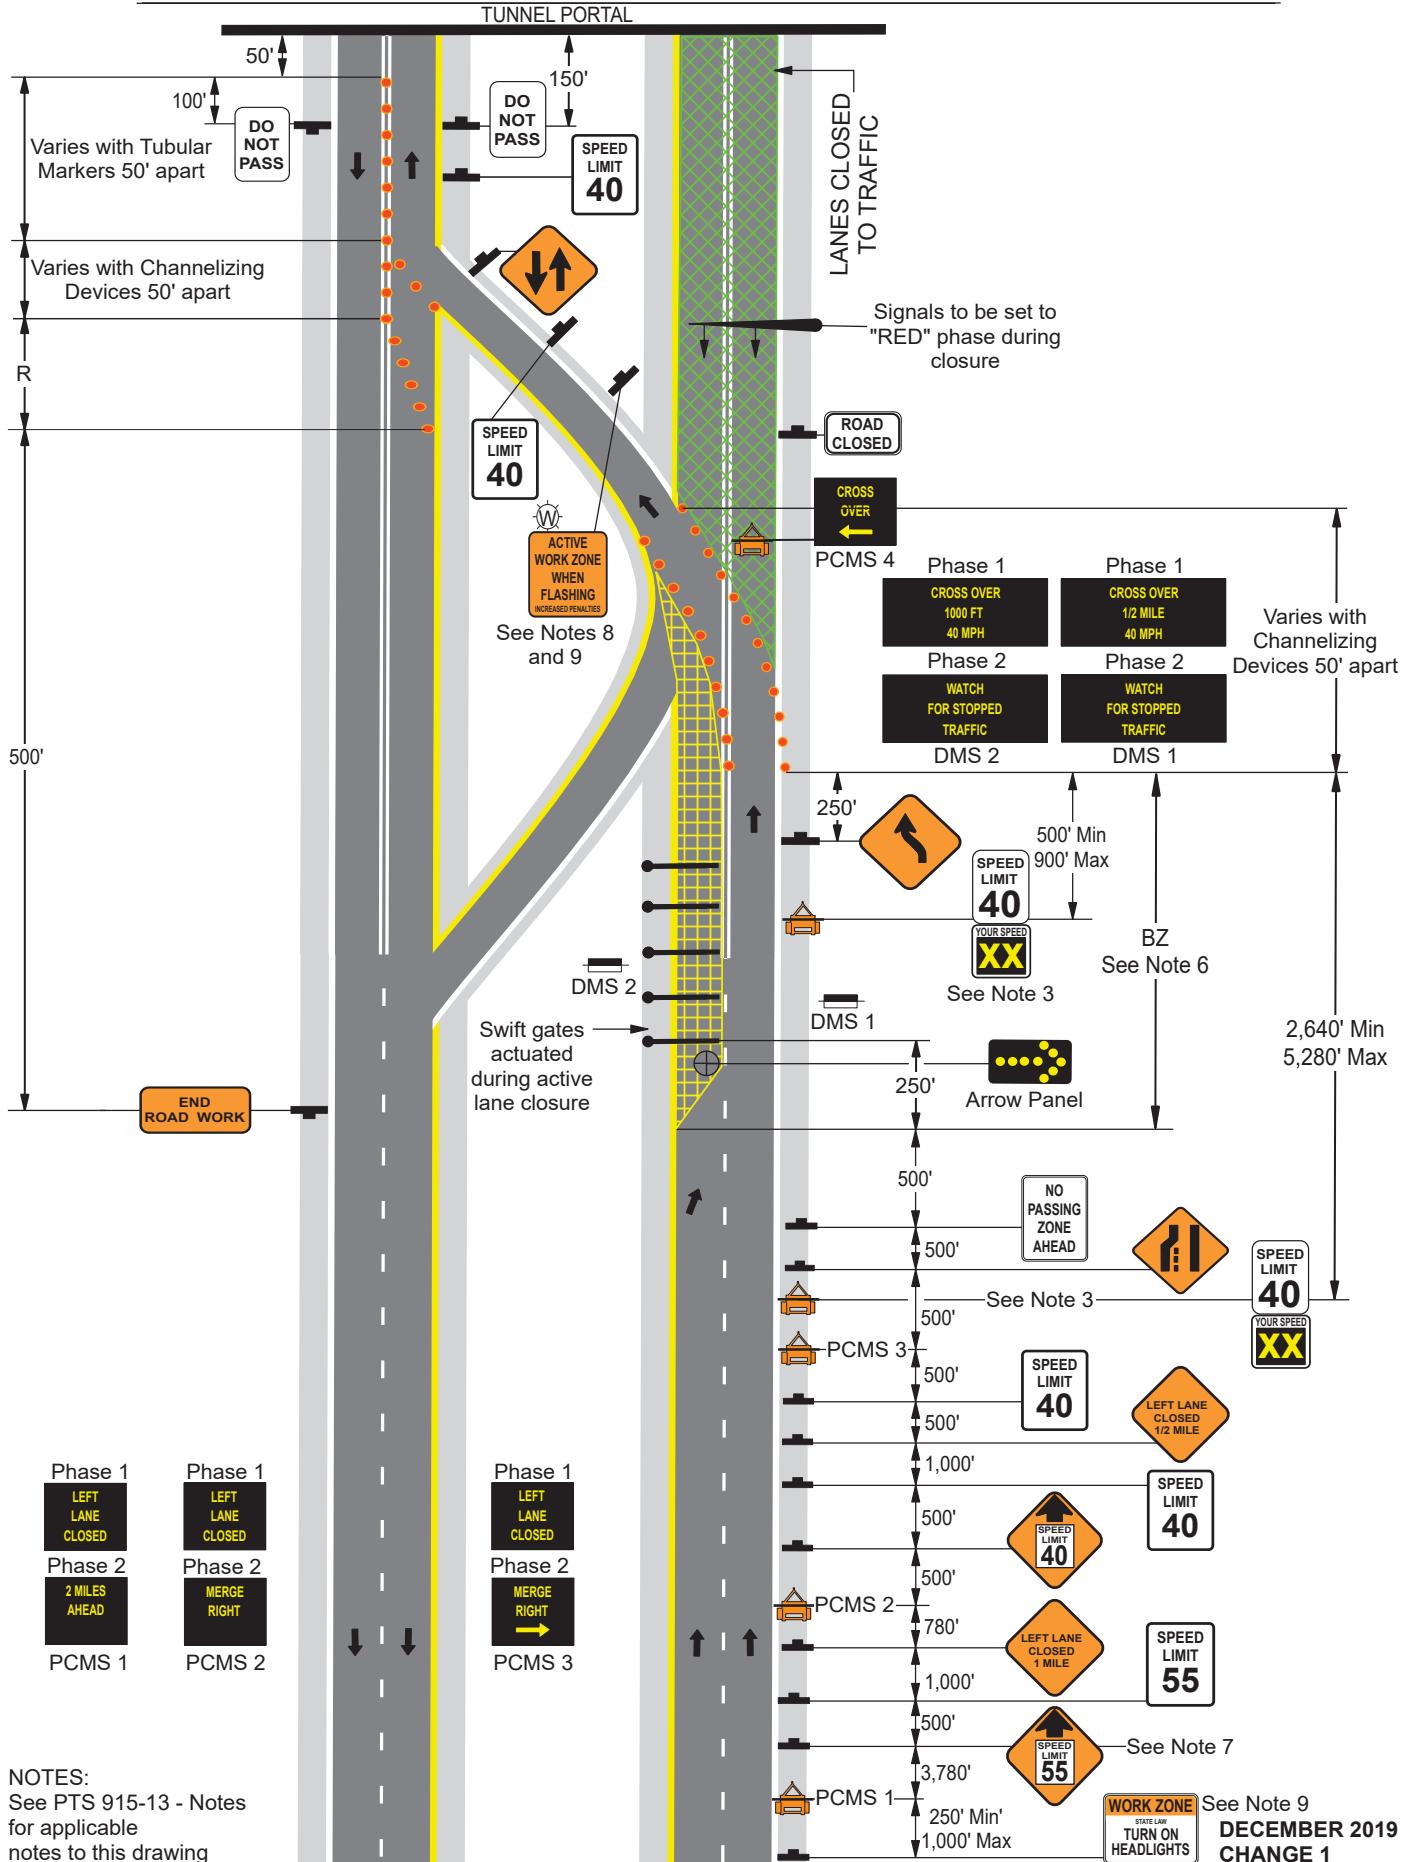 TUNNEL PORTAL
50'
100'
150'
DO
NOT
PASS
DO
NOT
PASS
SPEED
LIMIT
40
Varies with Tubular
Markers 50' apart
LANES CLOSED
TO TRAFFIC
Varies with Channelizing
Devices 50' apart
Signals to be set to
"RED" phase during
closure
R
SPEED
LIMIT
40
ROAD
CLOSED
CROSS
OVER
PCMS 4
W
ACTIVE
WORK ZONE
WHEN
FLASHING
INCREASED PENALTIES
See Notes 8
and 9
Phase 1
CROSS OVER
1000 FT
40 MPH
Phase 2
WATCH
FOR STOPPED
TRAFFIC
DMS 2
Phase 1
CROSS OVER
1/2 MILE
40 MPH
Phase 2
WATCH
FOR STOPPED
TRAFFIC
DMS 1
Varies with
Channelizing
Devices 50' apart
500'
250'
500' Min
900' Max
SPEED
LIMIT
40
YOUR SPEED
XX
See Note 3
BZ
See Note 6
DMS 2
DMS 1
2,640' Min
5,280' Max
Swift gates
actuated
during active
lane closure
250'
Arrow Panel
END
ROAD WORK
500'
NO
PASSING
ZONE
AHEAD
500'
SPEED
LIMIT
40
YOUR SPEED
XX
See Note 3
500'
PCMS 3
500'
SPEED
LIMIT
40
500'
LEFT LANE
CLOSED
1/2 MILE
1,000'
SPEED
LIMIT
40
500'
SPEED
LIMIT
40
500'
PCMS 2
780'
LEFT LANE
CLOSED
1 MILE
1,000'
SPEED
LIMIT
55
500'
SPEED
LIMIT
55
See Note 7
3,780'
PCMS 1
250' Min'
1,000' Max
WORK ZONE
STATE LAW
TURN ON
HEADLIGHTS
See Note 9
Phase 1
LEFT
LANE
CLOSED
Phase 2
2 MILES
AHEAD
PCMS 1
Phase 1
LEFT
LANE
CLOSED
Phase 2
MERGE
RIGHT
PCMS 2
Phase 1
LEFT
LANE
CLOSED
Phase 2
MERGE
RIGHT
PCMS 3
NOTES:
See PTS 915-13 - Notes
for applicable
notes to this drawing
DECEMBER 2019
CHANGE 1